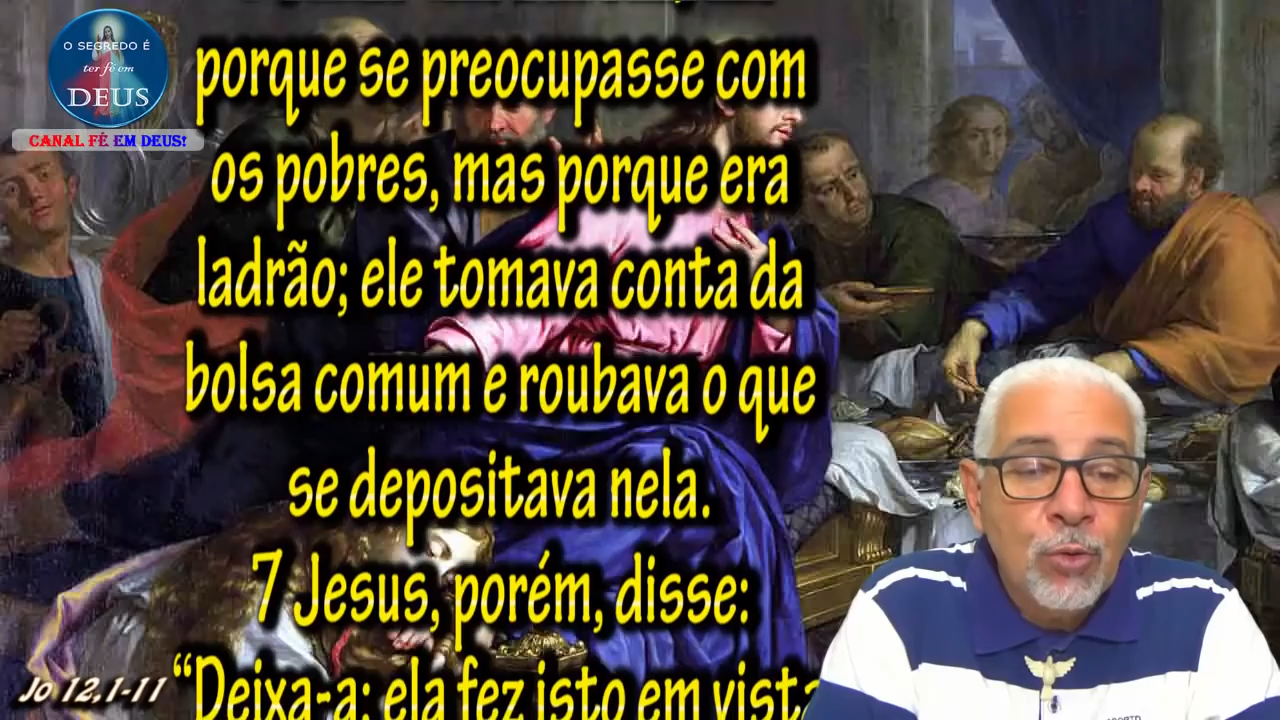 O SEGREDO É
ter fé em
DEUS
CANAL FÉ EM DEUS!
porque se preocupasse com
os pobres, mas porque era
ladrão; ele tomava conta da
bolsa comum e roubava o que
se depositava nela.
7 Jesus, porém, disse:
“Deixa-a; ela fez isto em vista
Jo 12,1-11